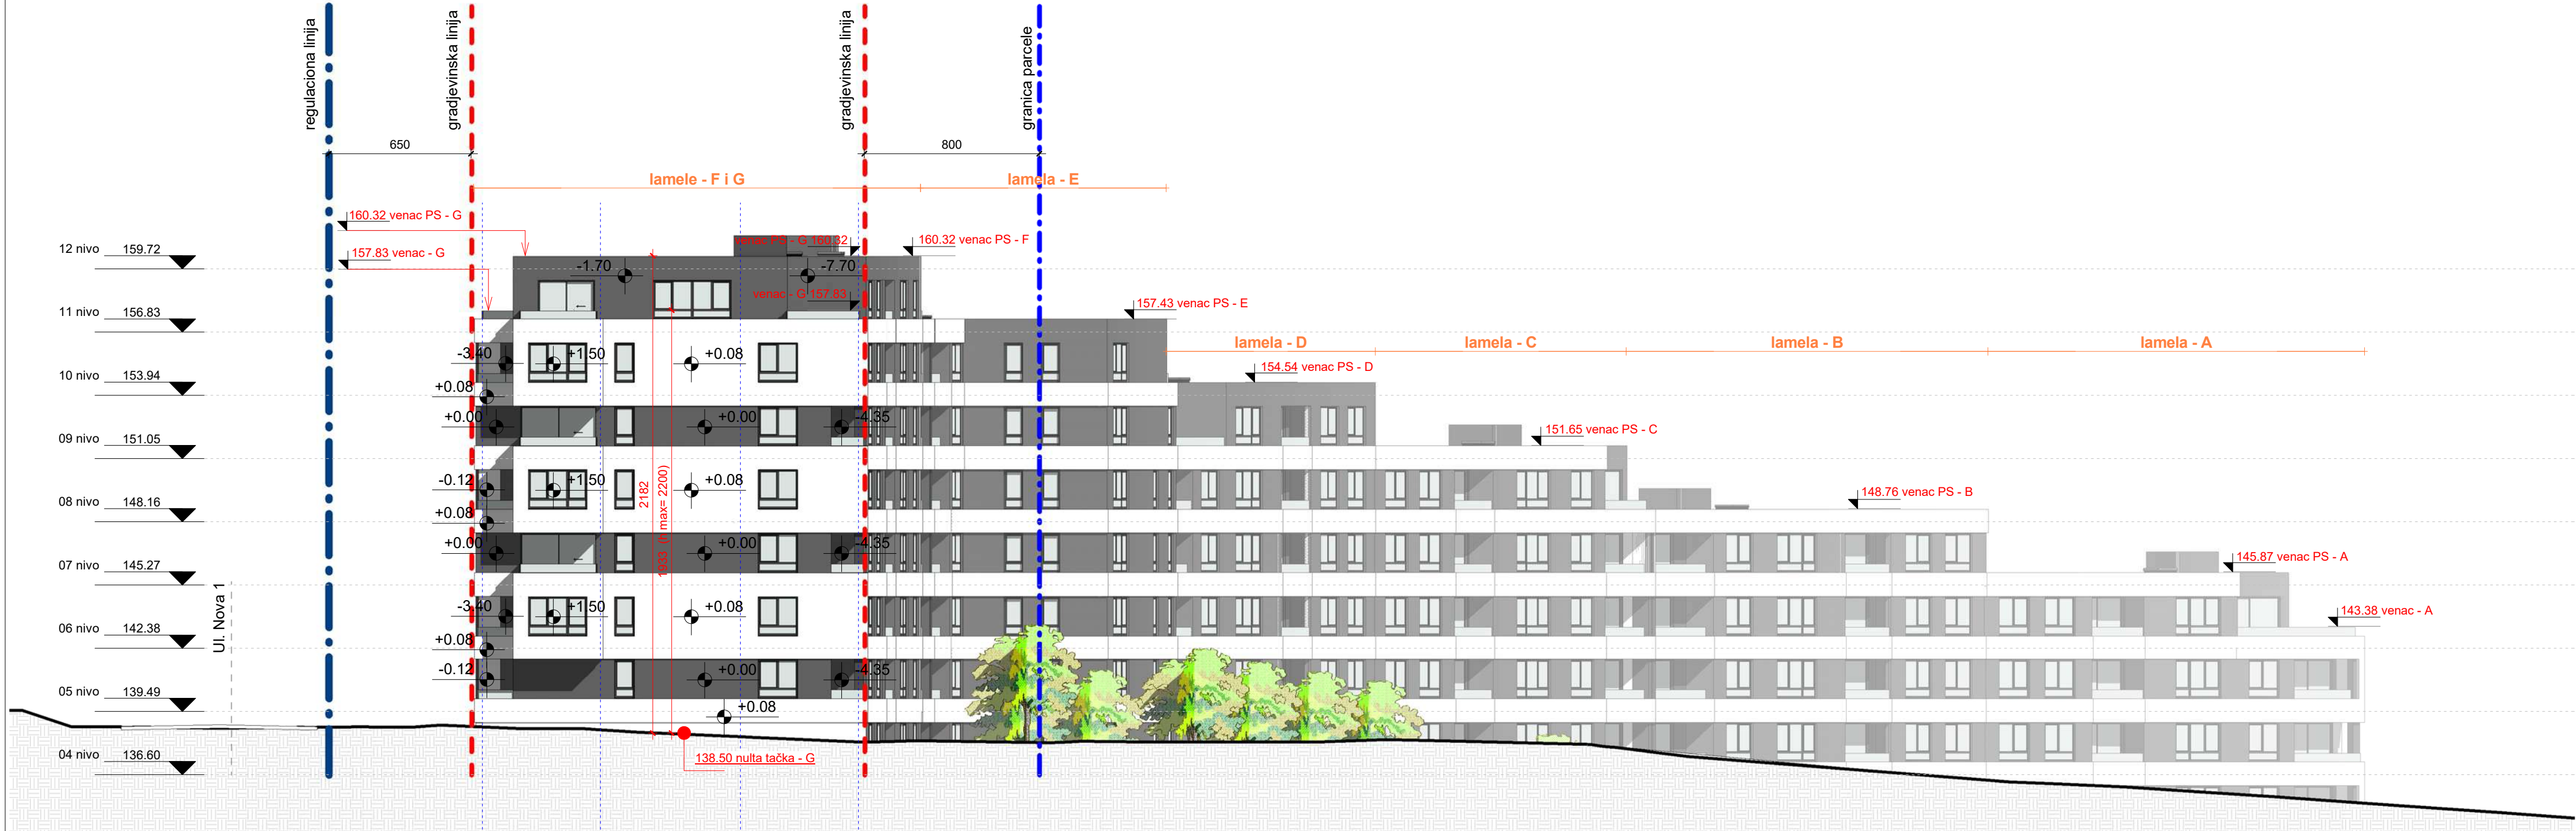 regulaciona linija
gradjevinska linija
gradjevinska linija
granica parcele
650
800
lamele - F i G
lamela - E
160.32 venac PS - G
157.83 venac - G
venac PS - G 160.32
160.32 venac PS - F
venac - G 157.83
157.43 venac PS - E
lamela - D
lamela - C
lamela - B
lamela - A
154.54 venac PS - D
151.65 venac PS - C
148.76 venac PS - B
145.87 venac PS - A
143.38 venac - A
12 nivo 159.72
11 nivo 156.83
10 nivo 153.94
09 nivo 151.05
08 nivo 148.16
07 nivo 145.27
06 nivo 142.38
05 nivo 139.49
04 nivo 136.60
Ul. Nova 1
-1.70
-7.70
-3.40
+1.50
+0.08
+0.08
+0.00
+0.00
-4.35
-0.12
+1.50
+0.08
+0.08
+0.00
+0.00
-4.35
-3.40
+1.50
+0.08
+0.08
-0.12
+0.00
-4.35
+0.08
2182
1933 (h max= 2200)
138.50 nulta tačka - G